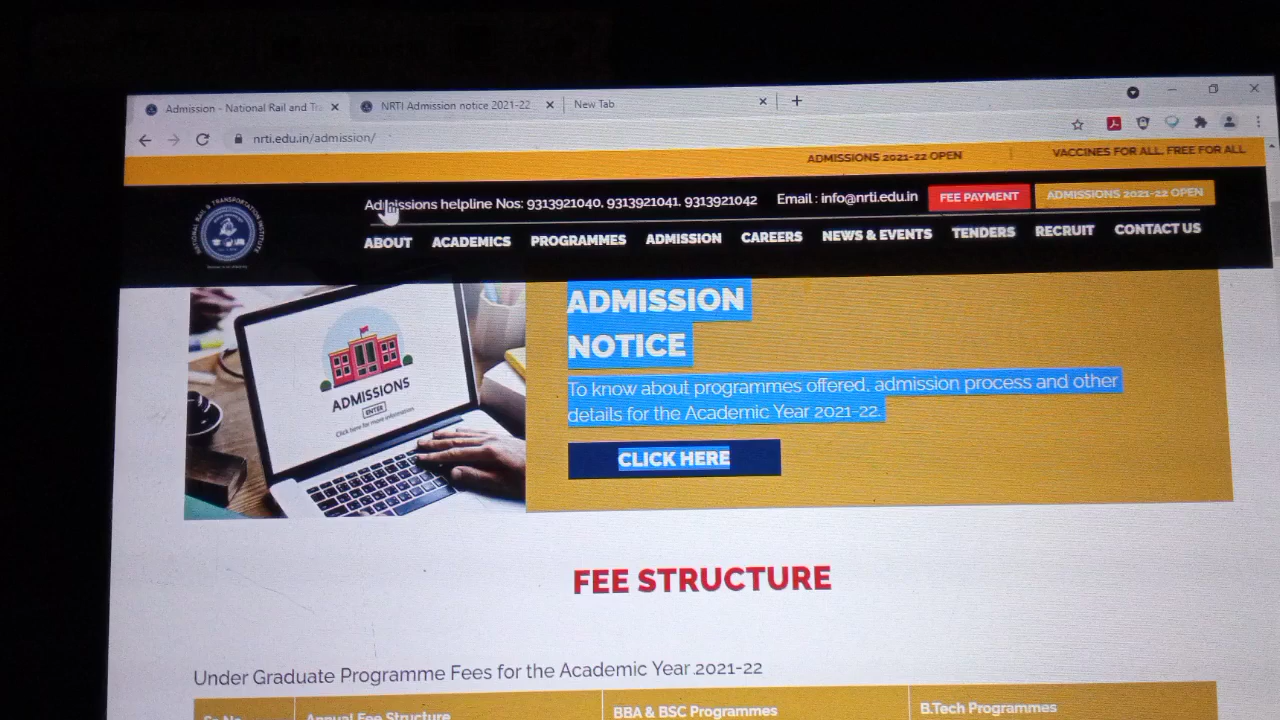 Admission - National Rail and Tra
NRTI Admission notice 2021-22
New Tab
nrti.edu.in/admission/
ADMISSIONS 2021-22 OPEN
VACCINES FOR ALL, FREE FOR ALL
Admissions helpline Nos: 9313921040, 9313921041, 9313921042
Email : info@nrti.edu.in
FEE PAYMENT
ADMISSIONS 2021-22 OPEN
NATIONAL RAIL & TRANSPORTATION INSTITUTE
ABOUT ACADEMICS PROGRAMMES ADMISSION CAREERS NEWS & EVENTS TENDERS RECRUIT CONTACT US
ADMISSIONS
ENTER
Click here for more information
ADMISSION
NOTICE
To know about programmes offered, admission process and other
details for the Academic Year 2021-22.
CLICK HERE
FEE STRUCTURE
Under Graduate Programme Fees for the Academic Year 2021-22
Sr.No Annual Fee Structure BBA & BSC Programmes B.Tech Programmes